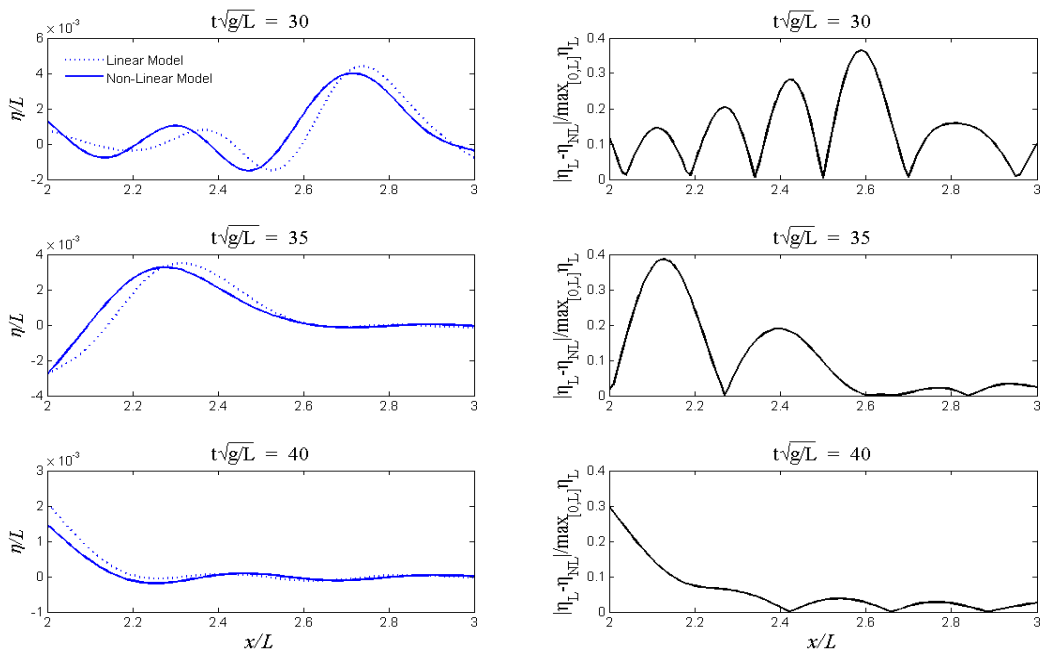 t√g/L = 30
× 10⁻³
6
4
2
0
-2
η/L
Linear Model
Non-Linear Model
2 2.2 2.4 2.6 2.8 3
t√g/L = 30
0.4
0.3
0.2
0.1
0
|η_L-η_NL|/max_[0,L]η_L
2 2.2 2.4 2.6 2.8 3
t√g/L = 35
× 10⁻³
4
2
0
-2
-4
η/L
2 2.2 2.4 2.6 2.8 3
t√g/L = 35
0.4
0.3
0.2
0.1
0
|η_L-η_NL|/max_[0,L]η_L
2 2.2 2.4 2.6 2.8 3
t√g/L = 40
× 10⁻³
3
2
1
0
-1
η/L
2 2.2 2.4 2.6 2.8 3
x/L
t√g/L = 40
0.4
0.3
0.2
0.1
0
|η_L-η_NL|/max_[0,L]η_L
2 2.2 2.4 2.6 2.8 3
x/L